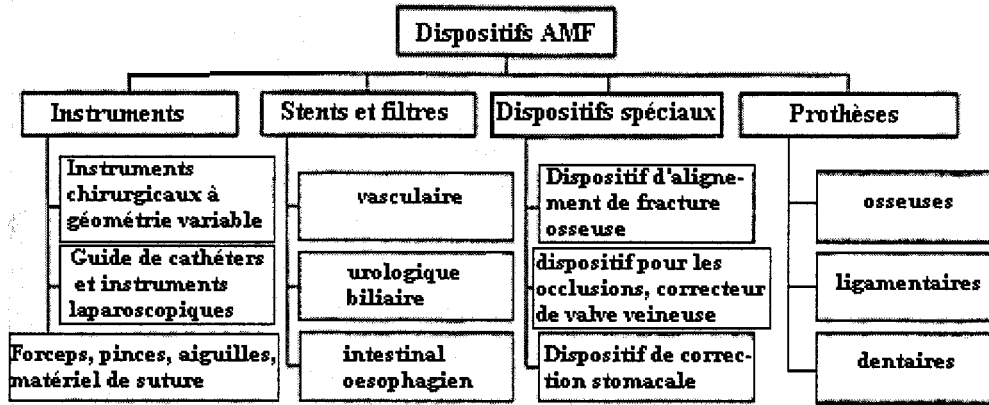 Dispositifs AMF
Instruments
Stents et filtres
Dispositifs spéciaux
Prothèses
Instruments
chirurgicaux à
géométrie variable
Guide de cathéters
et instruments
laparoscopiques
Forceps, pinces, aiguilles,
matériel de suture
vasculaire
urologique
biliaire
intestinal
oesophagien
Dispositif d'aligne-
ment de fracture
osseuse
dispositif pour les
occlusions, correcteur
de valve veineuse
Dispositif de correc-
tion stomacale
osseuses
ligamentaires
dentaires